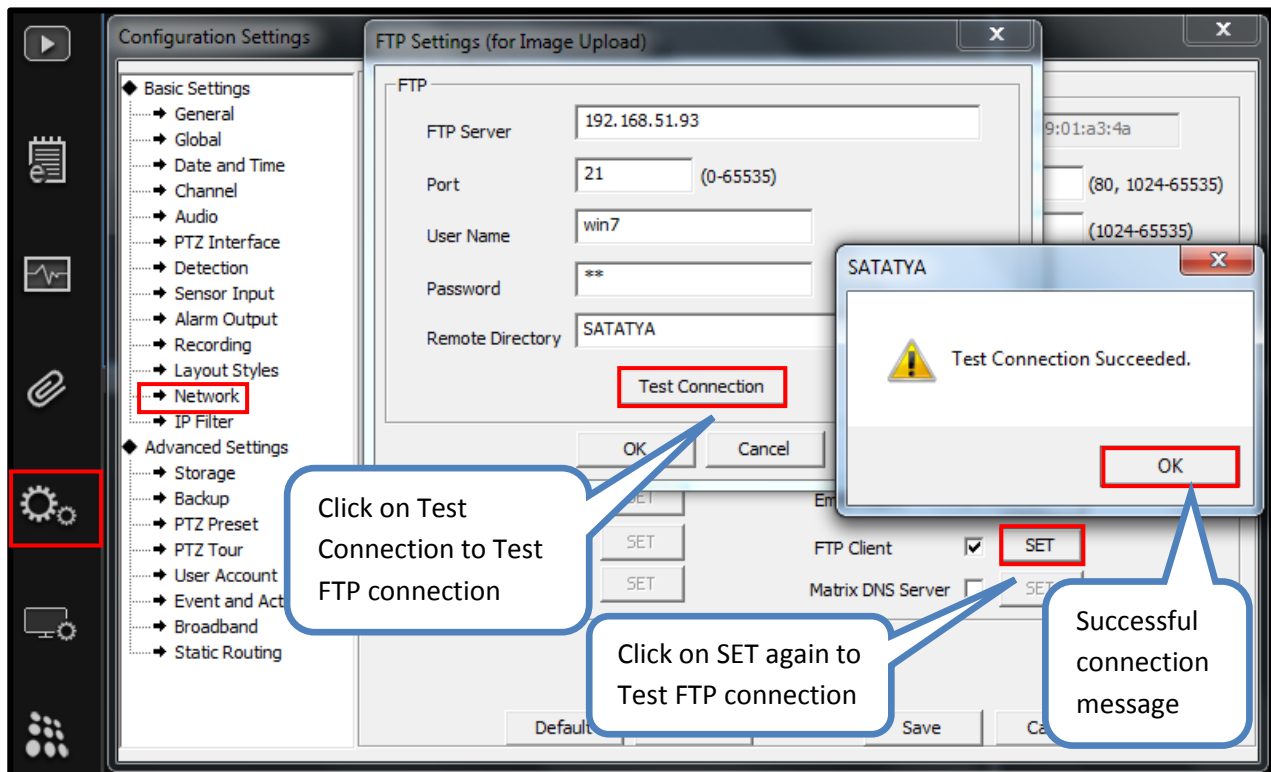 Configuration Settings
Basic Settings
General
Global
Date and Time
Channel
Audio
PTZ Interface
Detection
Sensor Input
Alarm Output
Recording
Layout Styles
Network
IP Filter
Advanced Settings
Storage
Backup
PTZ Preset
PTZ Tour
User Account
Event and Act
Broadband
Static Routing
FTP Settings (for Image Upload)
x
x
FTP
FTP Server 192.168.51.93
Port 21 (0-65535)
User Name win7
Password **
Remote Directory SATATYA
Test Connection
OK Cancel
9:01:a3:4a
(80, 1024-65535)
(1024-65535)
SATATYA
x
Test Connection Succeeded.
OK
Click on Test
Connection to Test
FTP connection
SET
SET
SET
Em
FTP Client SET
Matrix DNS Server SET
Click on SET again to
Test FTP connection
Successful
connection
message
Default Save Ca